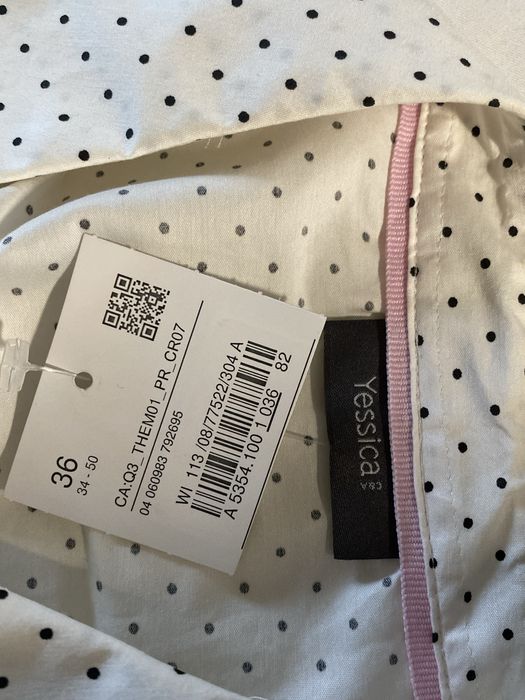 36
34 - 50
CA:Q3_THEM01_PR_CR07
04 060983 792695
WI 113 /08/77522/304 A
A 5354.100 1 036 82
Yessica
C&A